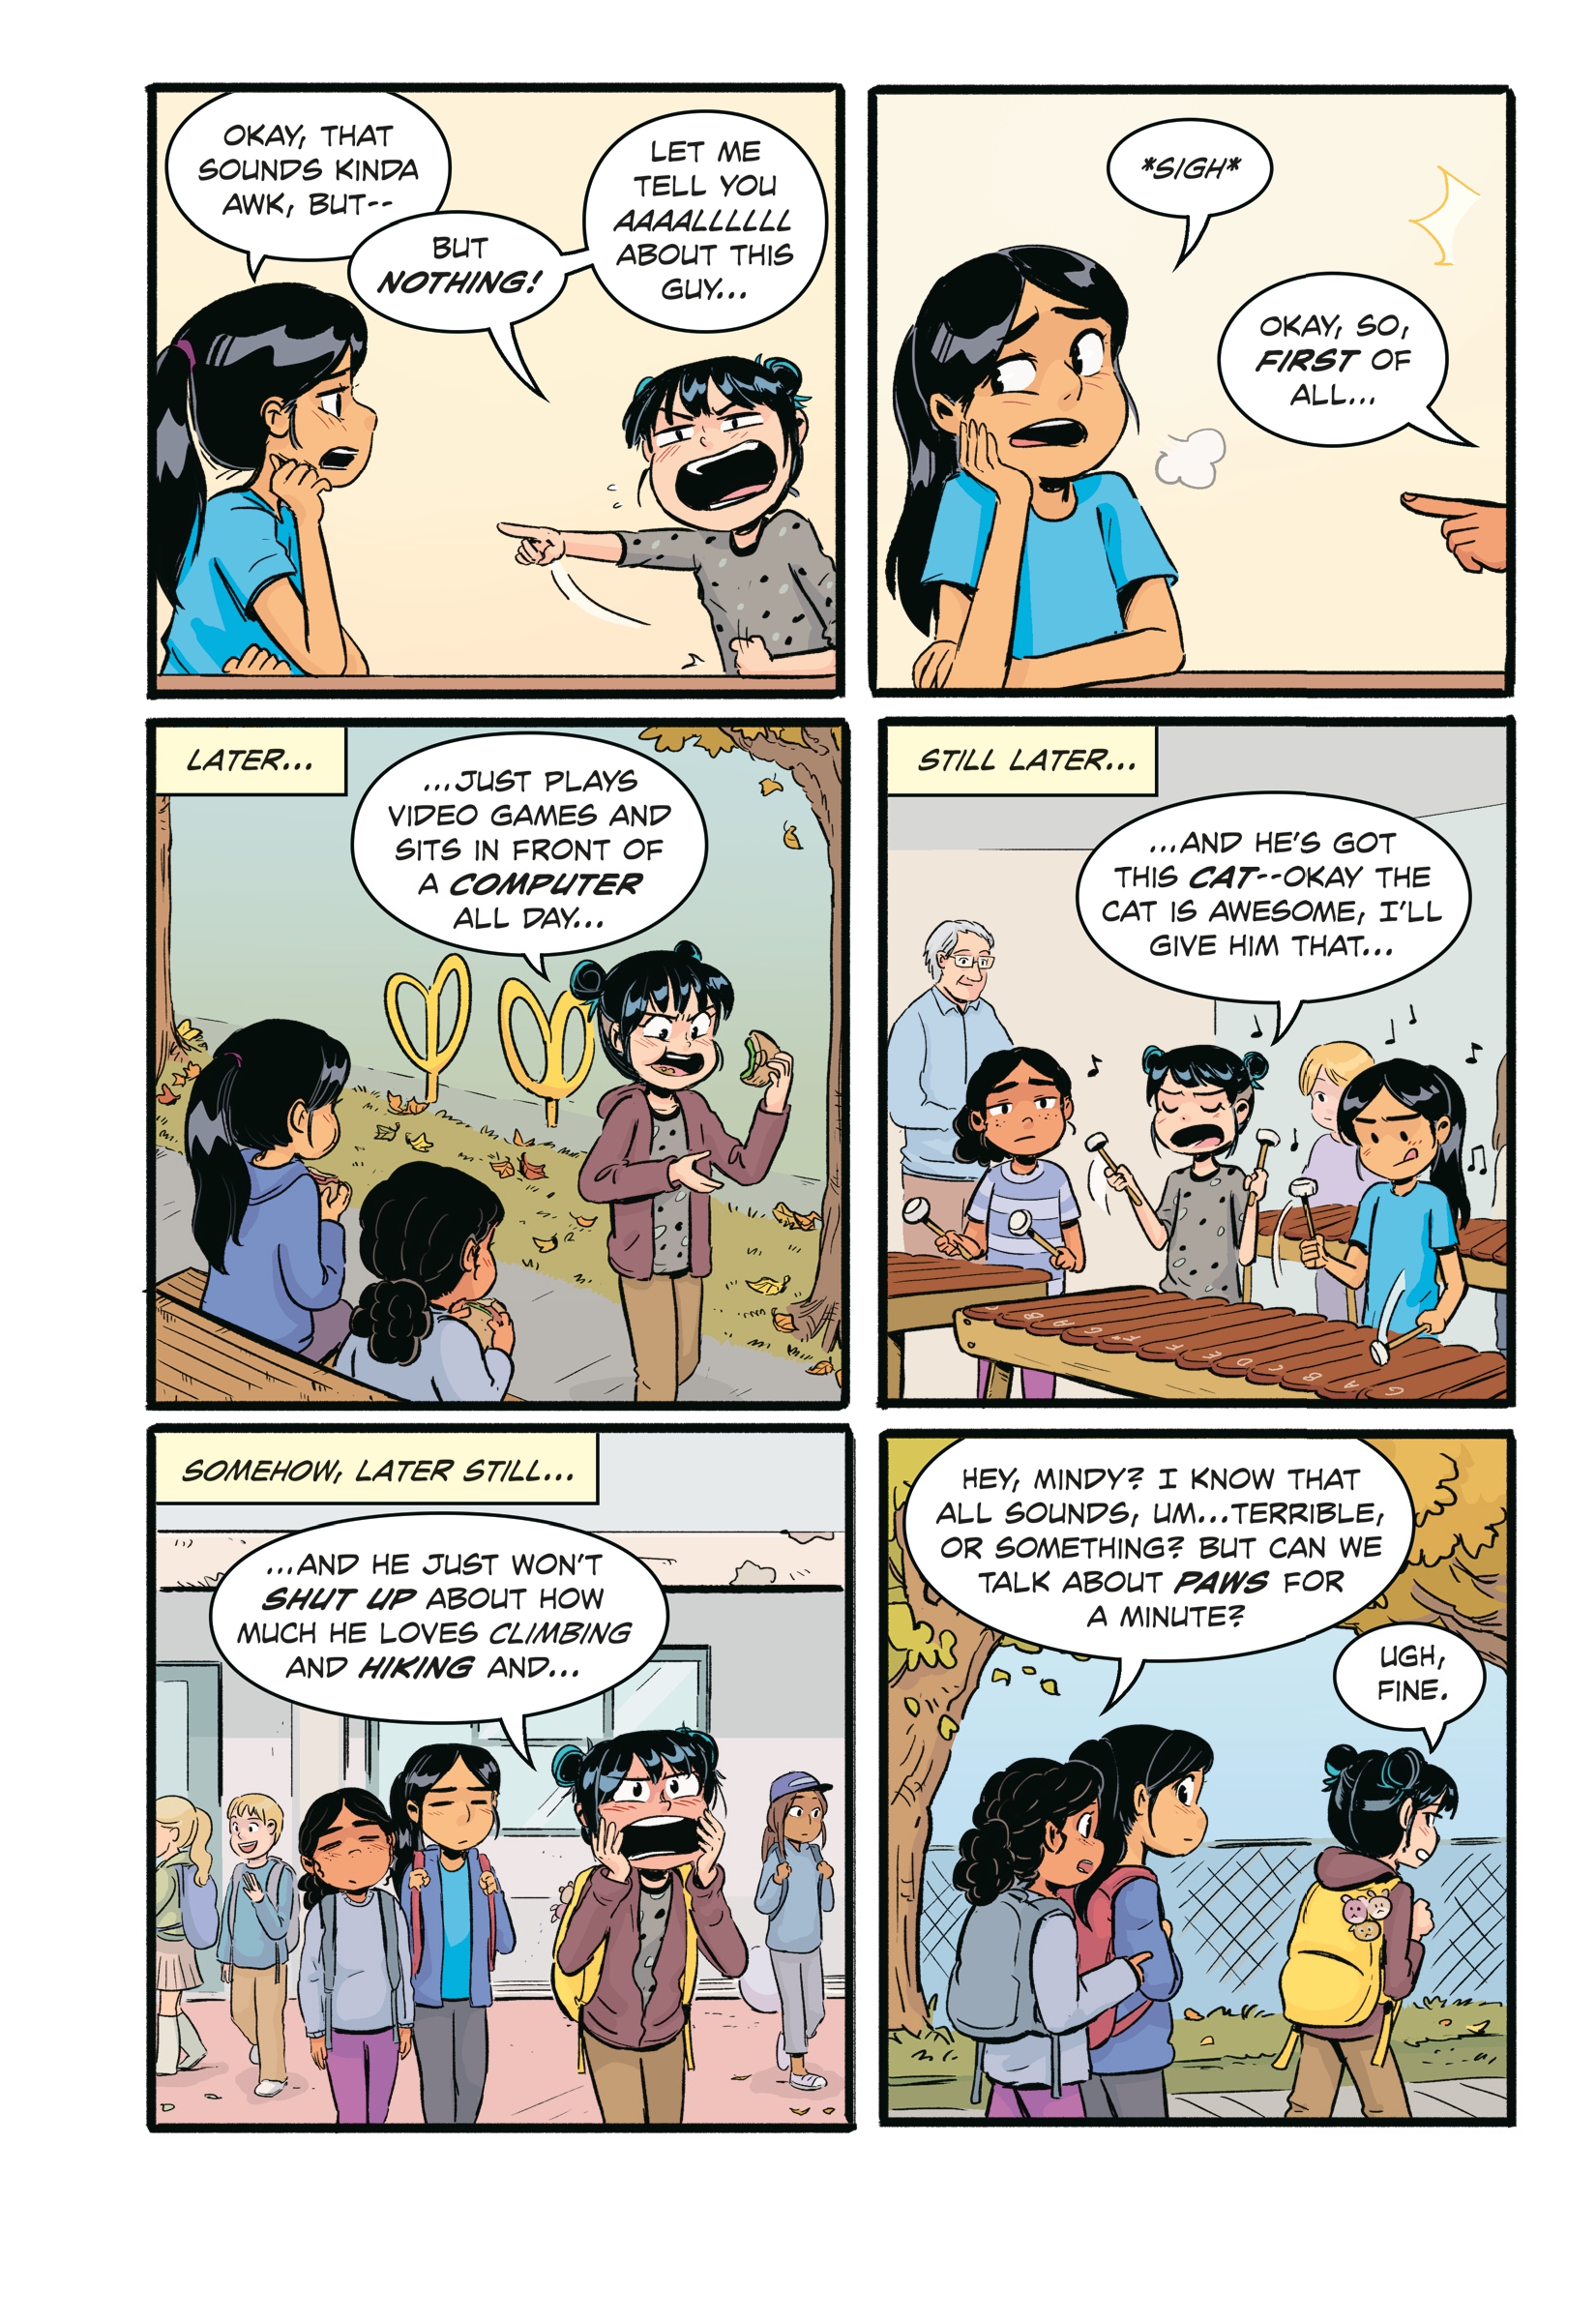 OKAY, THAT
SOUNDS KINDA
AWK, BUT--
BUT
NOTHING!
LET ME
TELL YOU
AAAALLLLLL
ABOUT THIS
GUY...
*SIGH*
OKAY, SO,
FIRST OF
ALL...
LATER...
...JUST PLAYS
VIDEO GAMES AND
SITS IN FRONT OF
A COMPUTER
ALL DAY...
STILL LATER...
...AND HE'S GOT
THIS CAT--OKAY THE
CAT IS AWESOME, I'LL
GIVE HIM THAT...
SOMEHOW, LATER STILL...
...AND HE JUST WON'T
SHUT UP ABOUT HOW
MUCH HE LOVES CLIMBING
AND HIKING AND...
HEY, MINDY? I KNOW THAT
ALL SOUNDS, UM...TERRIBLE,
OR SOMETHING? BUT CAN WE
TALK ABOUT PAWS FOR
A MINUTE?
UGH,
FINE.